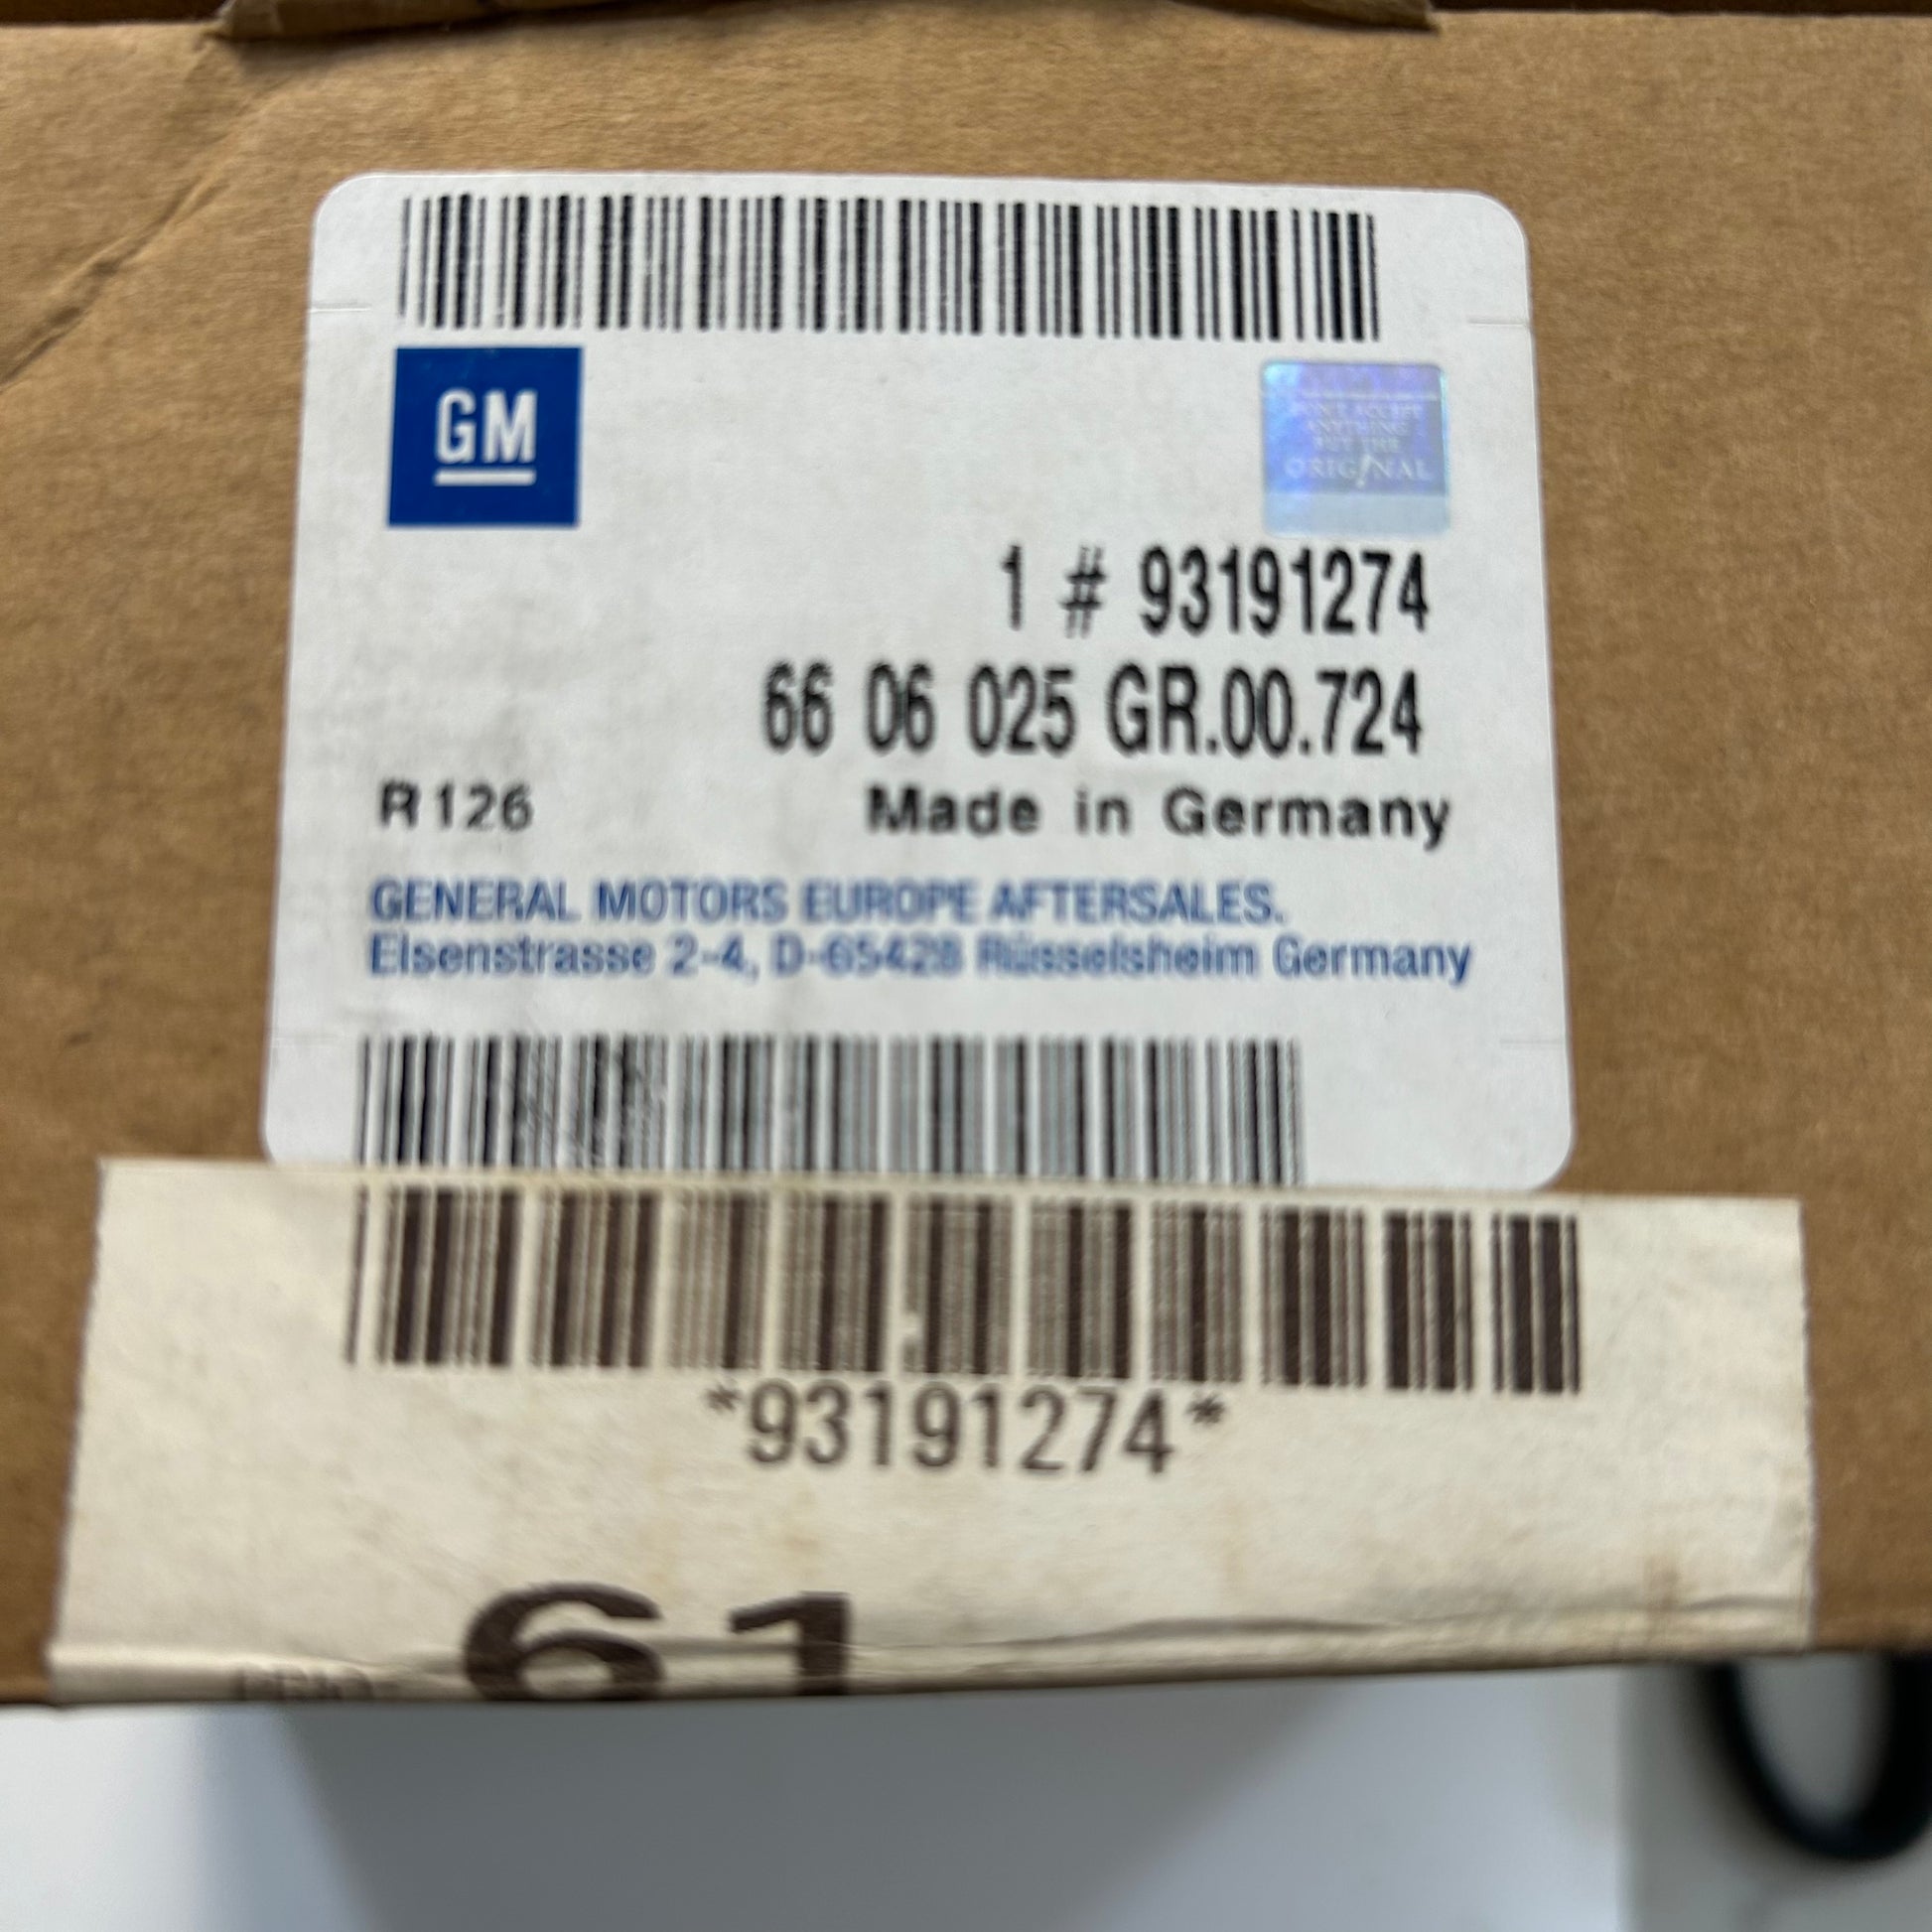 GM
DON'T ACCEPT
ANYTHING
BUT THE
ORIGINAL
1 # 93191274
66 06 025 GR.00.724
R 126
Made in Germany
GENERAL MOTORS EUROPE AFTERSALES.
Eisenstrasse 2-4, D-65428 Rüsselsheim Germany
*93191274*
61